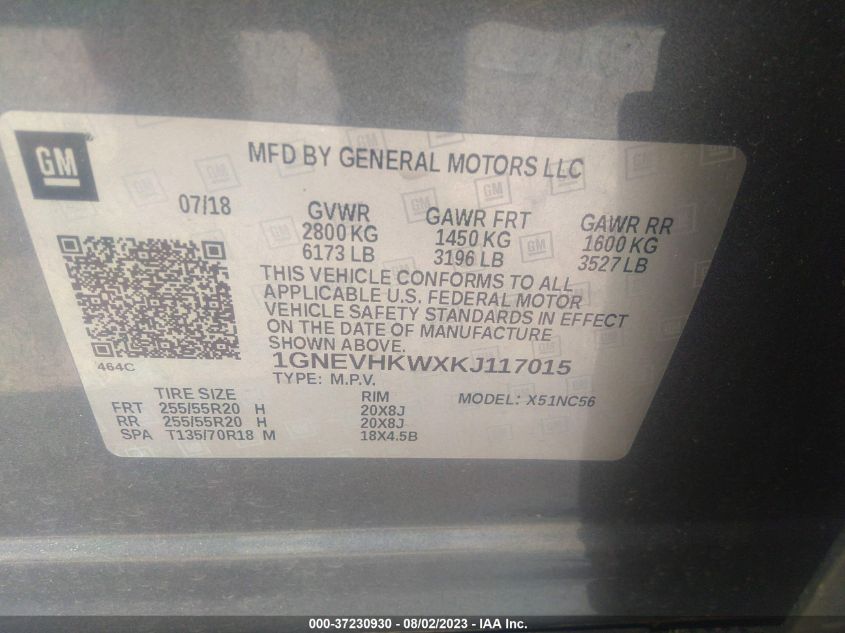 GM
MFD BY GENERAL MOTORS LLC
07/18
GVWR GAWR FRT GAWR RR
2800 KG 1450 KG 1600 KG
6173 LB 3196 LB 3527 LB
THIS VEHICLE CONFORMS TO ALL
APPLICABLE U.S. FEDERAL MOTOR
VEHICLE SAFETY STANDARDS IN EFFECT
ON THE DATE OF MANUFACTURE
SHOWN ABOVE.
464C
1GNEVHKWXKJ117015
TYPE: M.P.V.
TIRE SIZE RIM MODEL: X51NC56
FRT 255/55R20 H 20X8J
RR 255/55R20 H 20X8J
SPA T135/70R18 M 18X4.5B
000-37230930 - 08/02/2023 - IAA Inc.